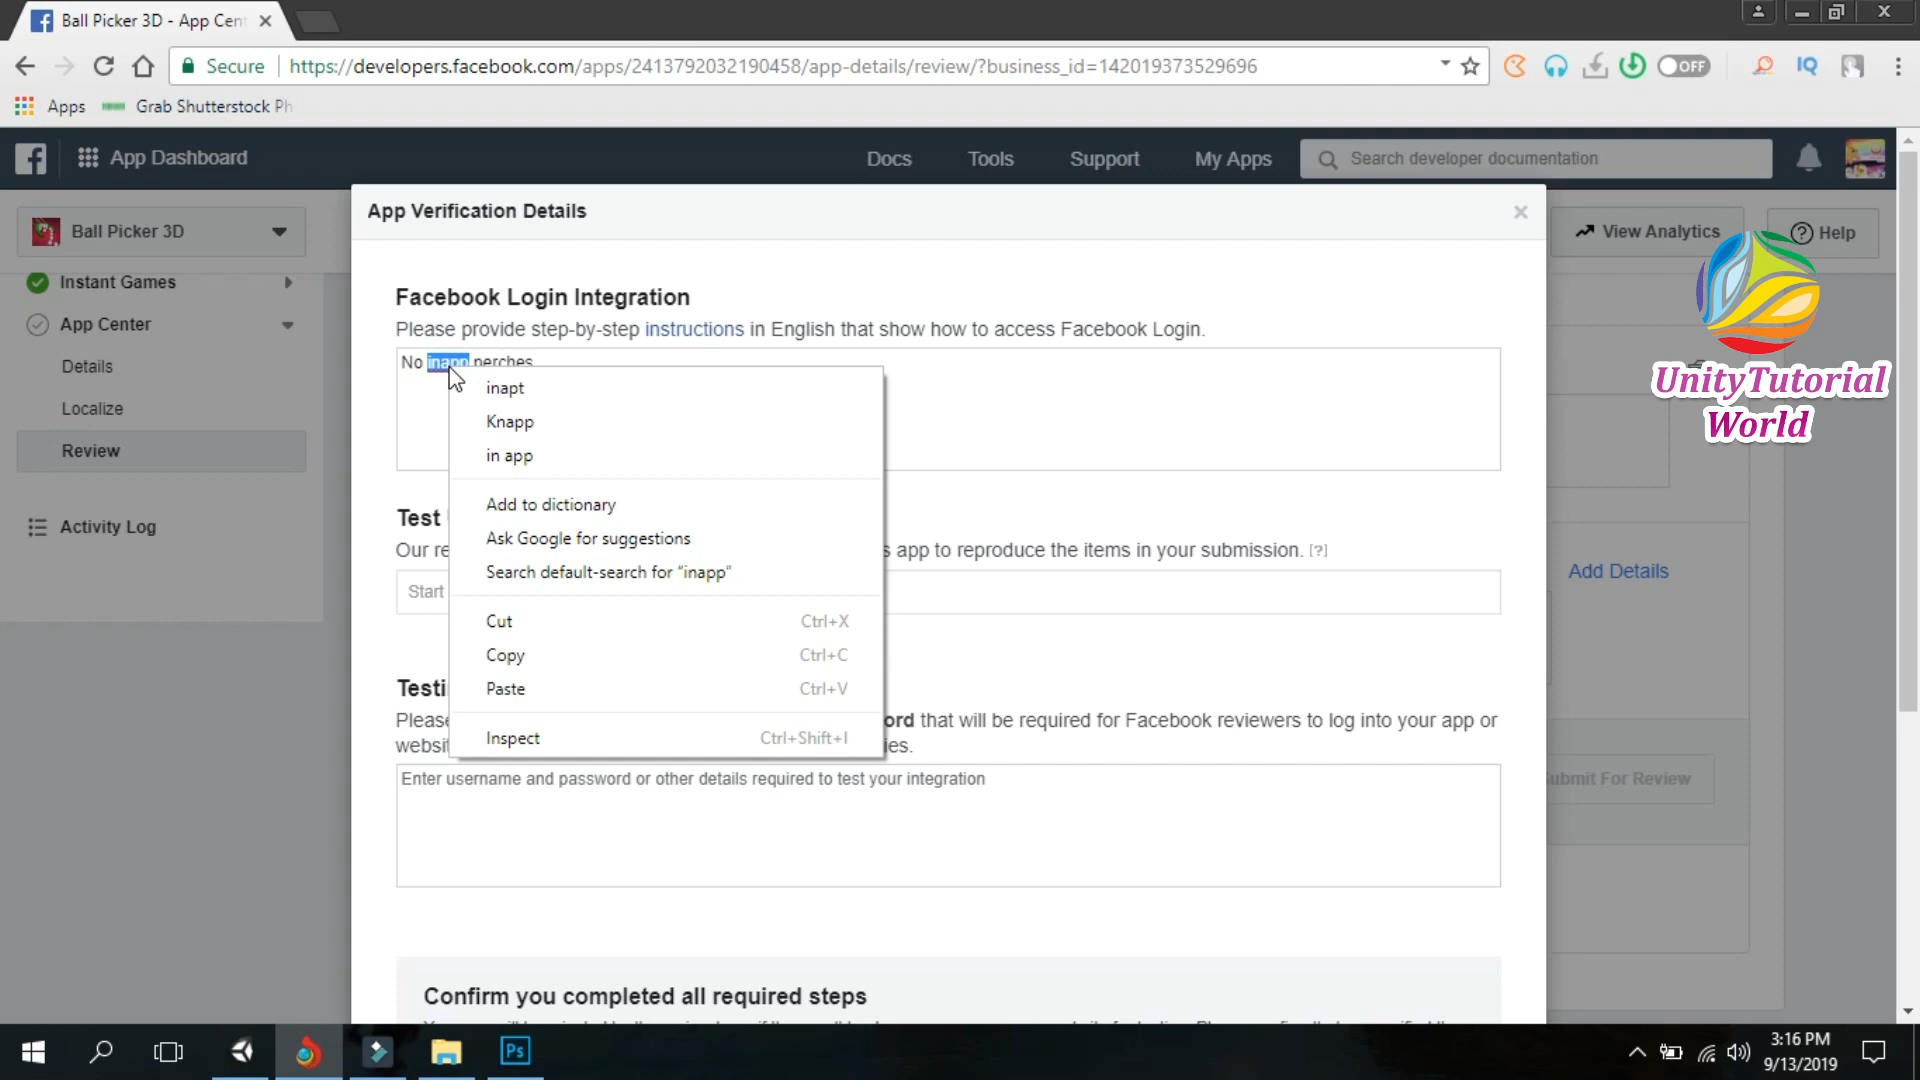 Ball Picker 3D - App Cent
Secure
https://developers.facebook.com/apps/2413792032190458/app-details/review/?business_id=142019373529696
OFF
IQ
Apps
Grab Shutterstock Ph
App Dashboard
Docs
Tools
Support
My Apps
Search developer documentation
Ball Picker 3D
App Verification Details
View Analytics
Help
Instant Games
App Center
Details
Localize
Review
Activity Log
Facebook Login Integration
Please provide step-by-step instructions in English that show how to access Facebook Login.
No inapp perches
UnityTutorial
World
inapt
Knapp
in app
Add to dictionary
Ask Google for suggestions
Search default-search for "inapp"
Cut Ctrl+X
Copy Ctrl+C
Paste Ctrl+V
Inspect Ctrl+Shift+I
Test
Our re
s app to reproduce the items in your submission. [?]
Start
Add Details
Testi
Please
ord that will be required for Facebook reviewers to log into your app or
websit
ies.
Enter username and password or other details required to test your integration
ubmit For Review
Confirm you completed all required steps
Ps
3:16 PM
9/13/2019